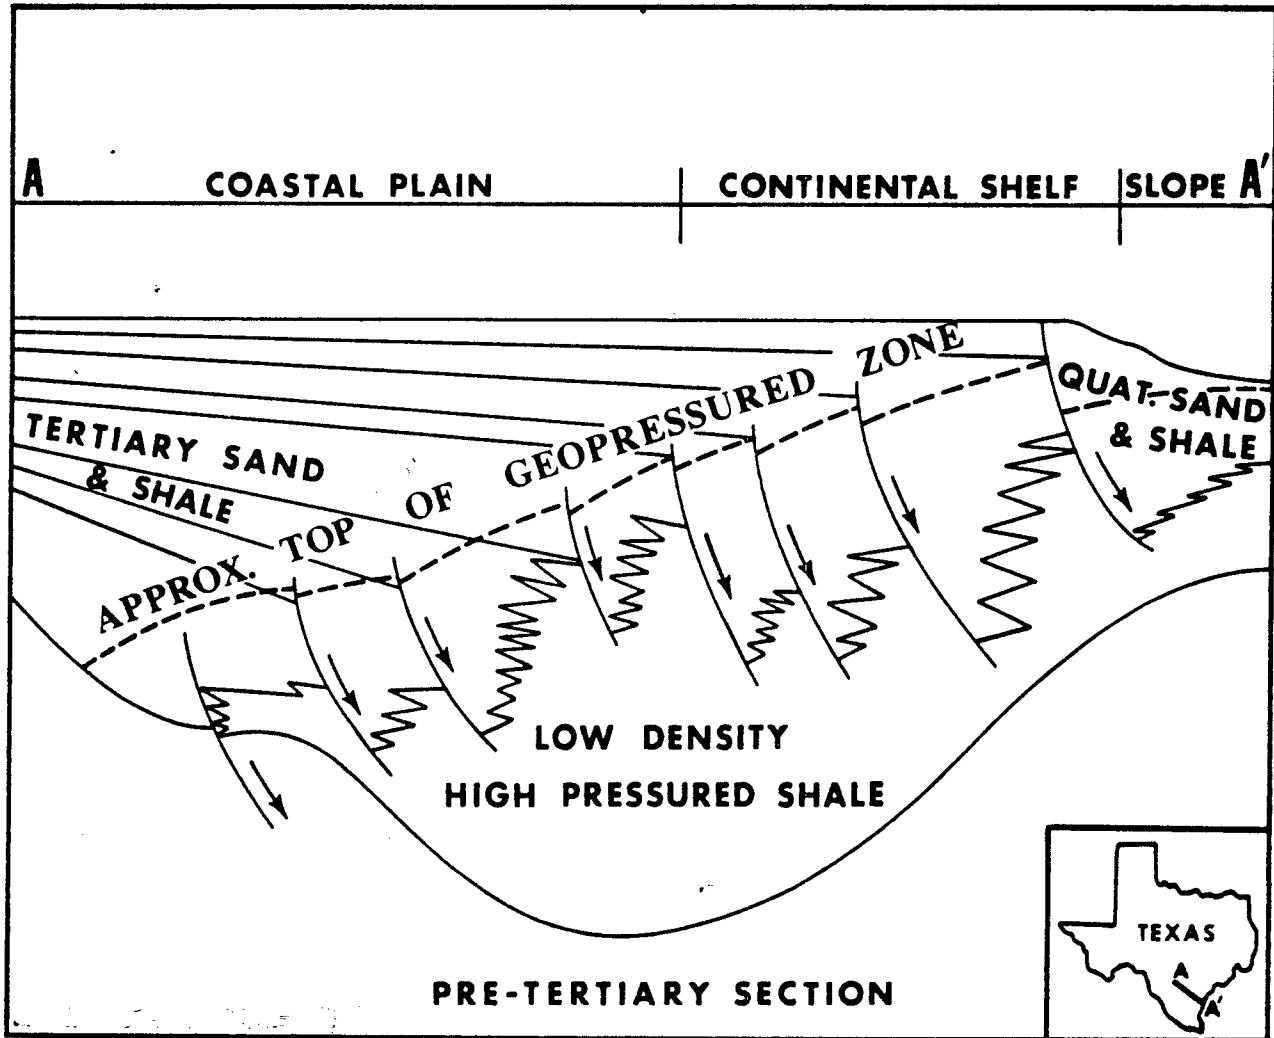 A COASTAL PLAIN CONTINENTAL SHELF SLOPE A'
APPROX. TOP OF GEOPRESSURED ZONE
QUAT. SAND
& SHALE
TERTIARY SAND
& SHALE
LOW DENSITY
HIGH PRESSURED SHALE
PRE-TERTIARY SECTION
TEXAS
A
A'